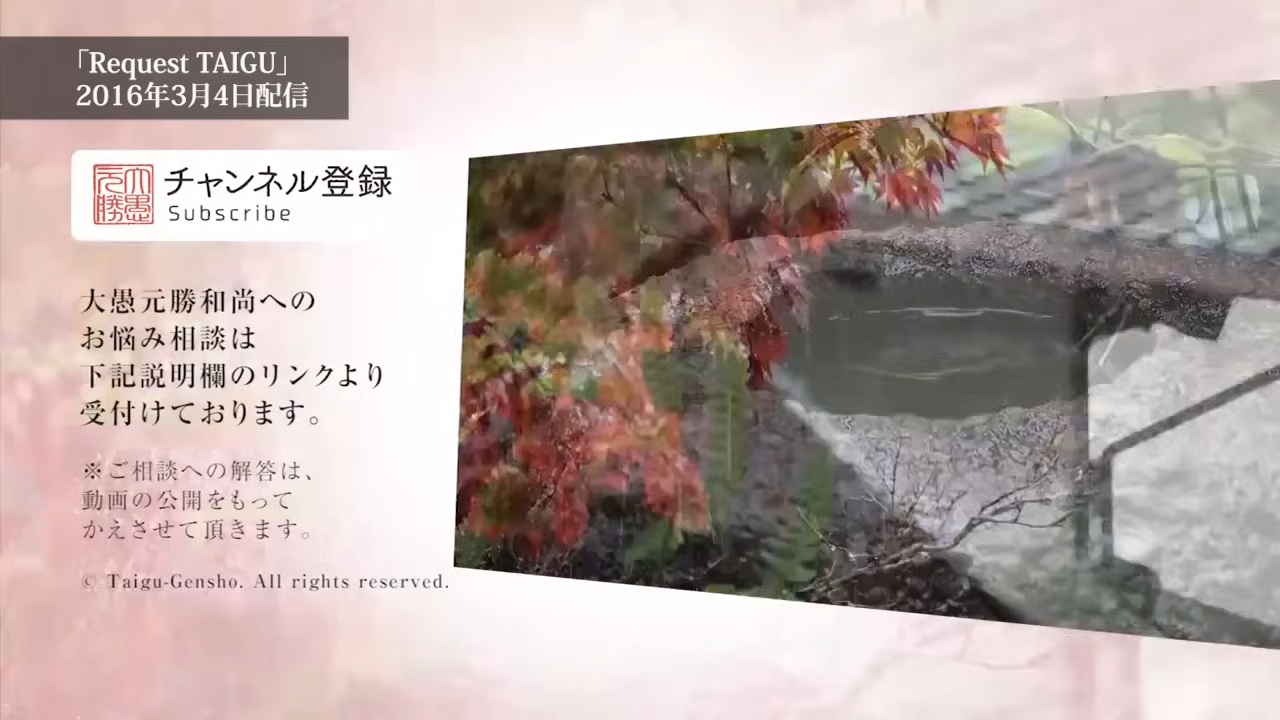 「Request TAIGU」
2016年3月4日配信
大愚元勝
チャンネル登録
Subscribe
大愚元勝和尚への
お悩み相談は
下記説明欄のリンクより
受付けております。
※ご相談への解答は、
動画の公開をもって
かえさせて頂きます。
© Taigu-Gensho. All rights reserved.